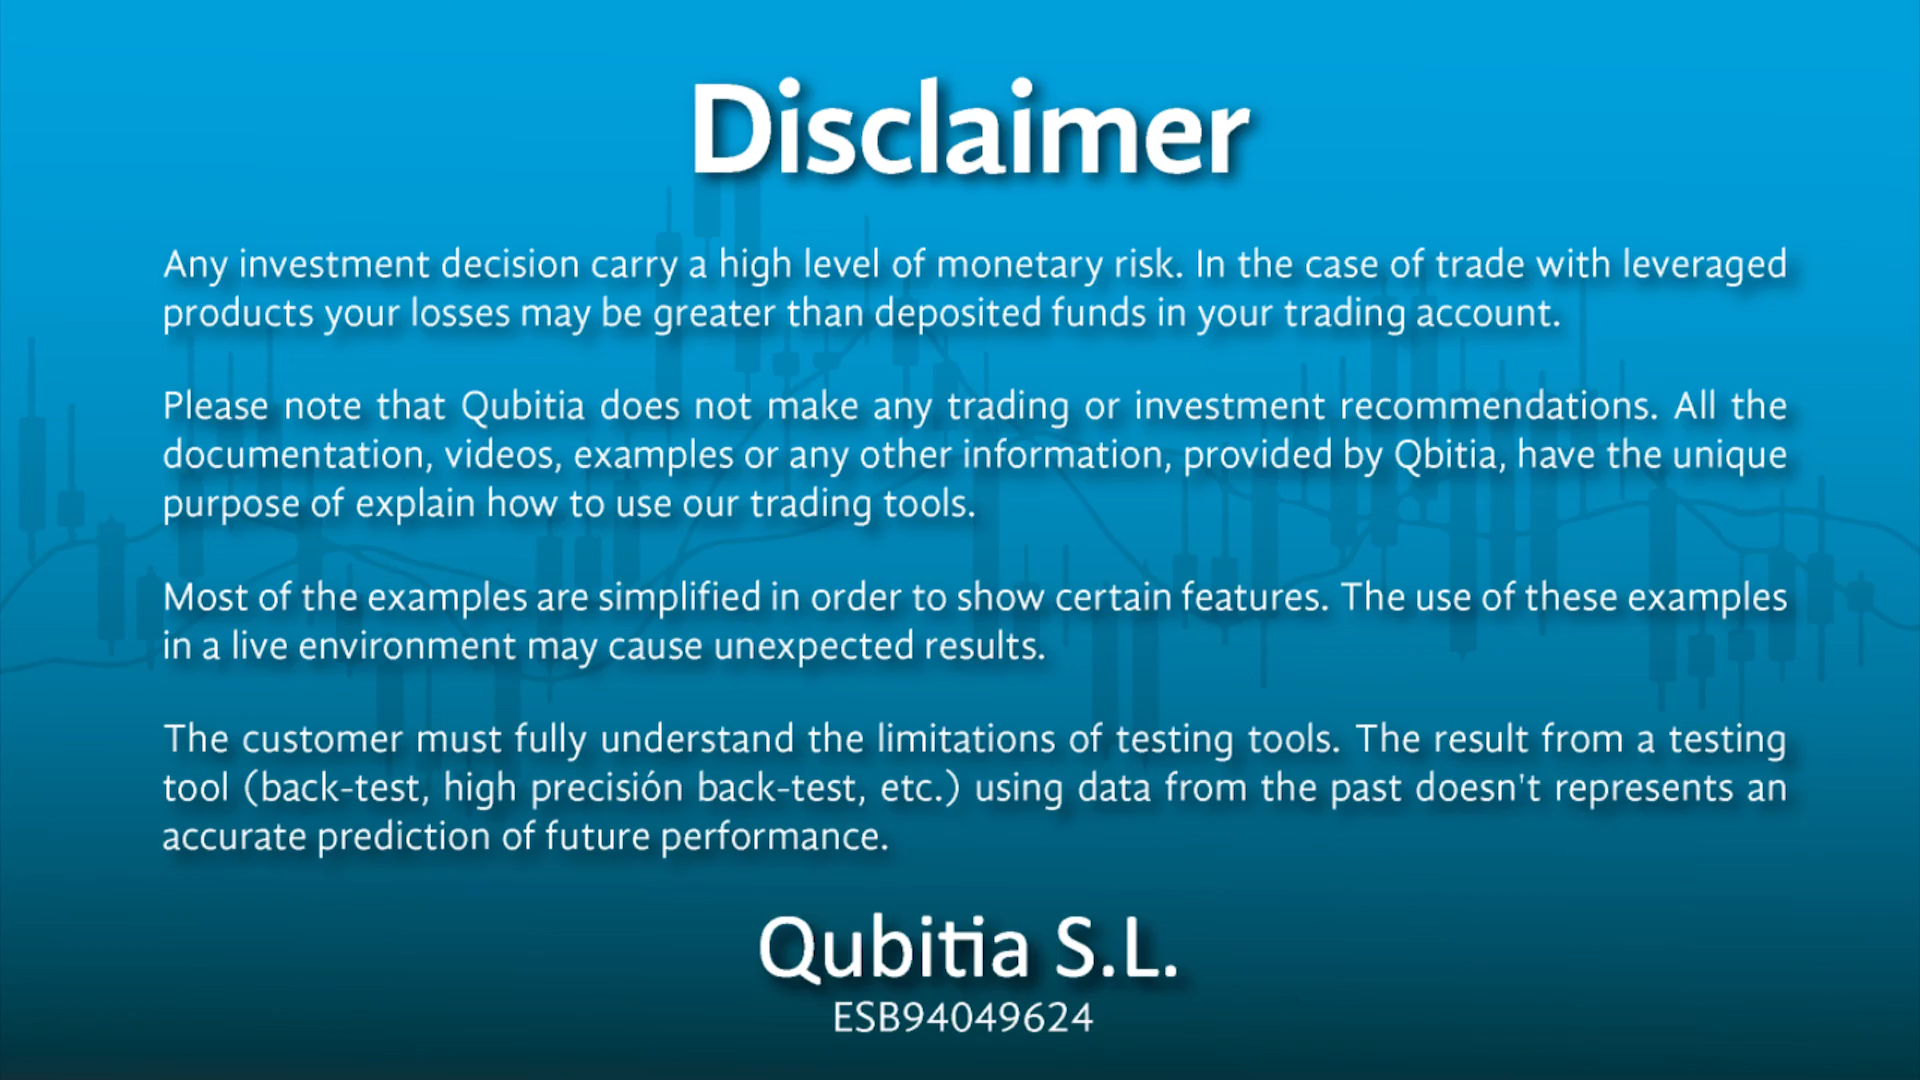 Disclaimer
Any investment decision carry a high level of monetary risk. In the case of trade with leveraged
products your losses may be greater than deposited funds in your trading account.
Please note that Qubitia does not make any trading or investment recommendations. All the
documentation, videos, examples or any other information, provided by Qbitia, have the unique
purpose of explain how to use our trading tools.
Most of the examples are simplified in order to show certain features. The use of these examples
in a live environment may cause unexpected results.
The customer must fully understand the limitations of testing tools. The result from a testing
tool (back-test, high precisión back-test, etc.) using data from the past doesn't represents an
accurate prediction of future performance.
Qubitia S.L.
ESB94049624